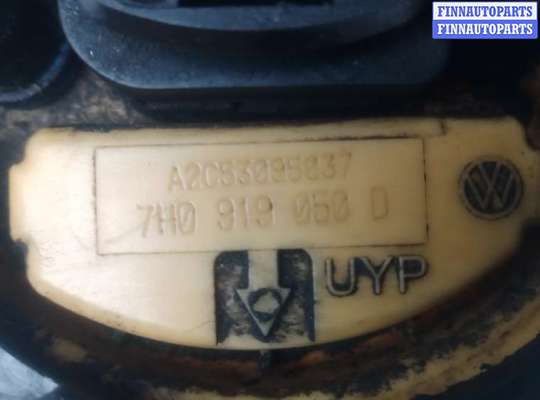 FINNAUTOPARTS
FINNAUTOPARTS
A2C53095837
7H0 919 050 D
UYP